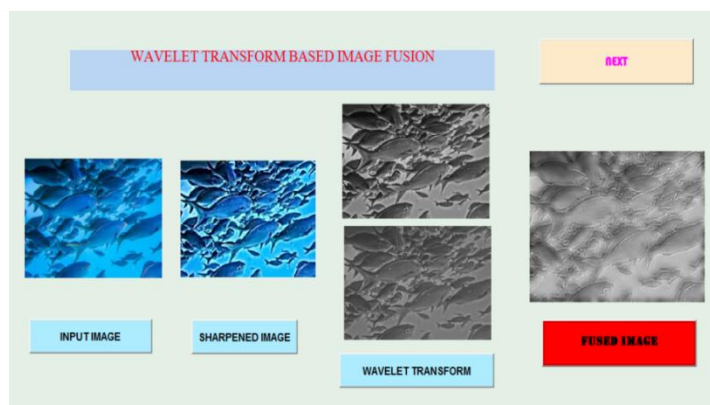 WAVELET TRANSFORM BASED IMAGE FUSION
NEXT
INPUT IMAGE
SHARPENED IMAGE
WAVELET TRANSFORM
FUSED IMAGE